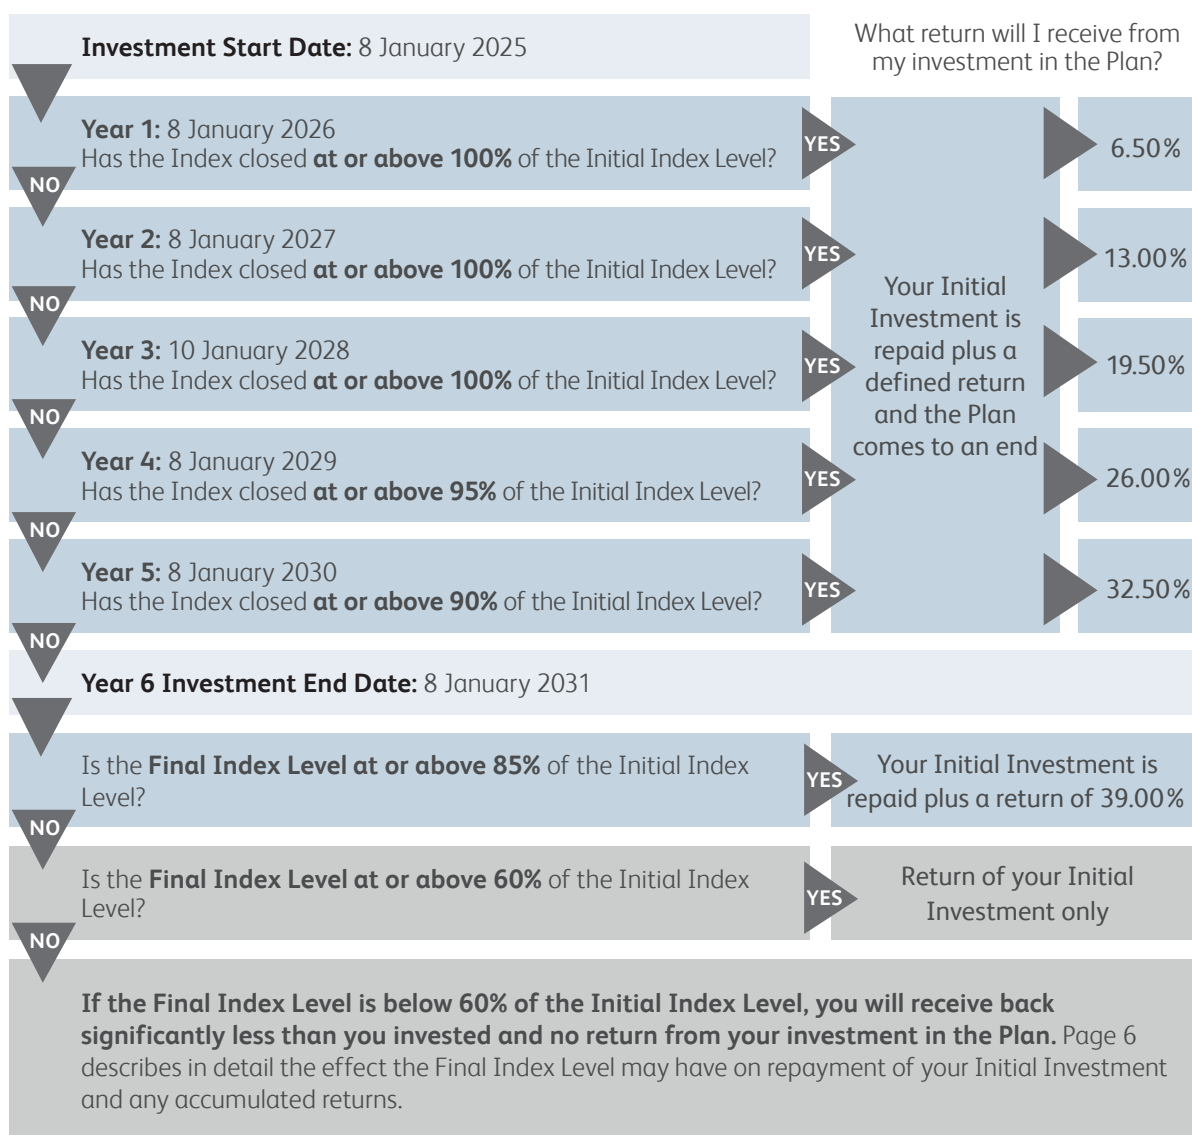 Investment Start Date: 8 January 2025
What return will I receive from
my investment in the Plan?
Year 1: 8 January 2026
Has the Index closed at or above 100% of the Initial Index Level?
YES
6.50%
NO
Year 2: 8 January 2027
Has the Index closed at or above 100% of the Initial Index Level?
YES
13.00%
NO
Year 3: 10 January 2028
Has the Index closed at or above 100% of the Initial Index Level?
YES
19.50%
NO
Year 4: 8 January 2029
Has the Index closed at or above 95% of the Initial Index Level?
YES
26.00%
NO
Year 5: 8 January 2030
Has the Index closed at or above 90% of the Initial Index Level?
YES
32.50%
NO
Your Initial
Investment is
repaid plus a
defined return
and the Plan
comes to an end
Year 6 Investment End Date: 8 January 2031
Is the Final Index Level at or above 85% of the Initial Index
Level?
YES
Your Initial Investment is
repaid plus a return of 39.00%
NO
Is the Final Index Level at or above 60% of the Initial Index
Level?
YES
Return of your Initial
Investment only
NO
If the Final Index Level is below 60% of the Initial Index Level, you will receive back
significantly less than you invested and no return from your investment in the Plan. Page 6
describes in detail the effect the Final Index Level may have on repayment of your Initial Investment
and any accumulated returns.